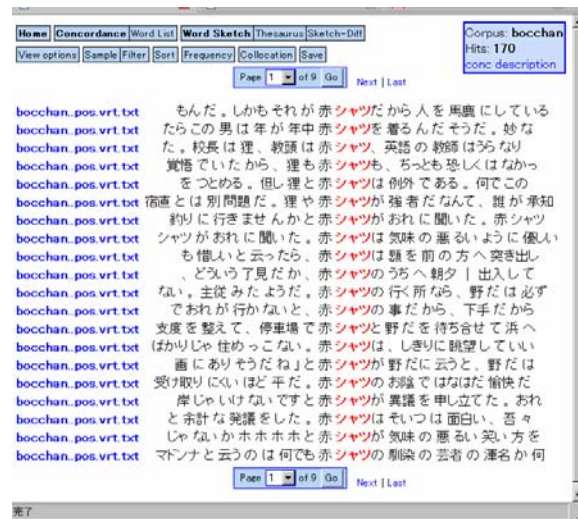 Home Concordance Word List Word Sketch Thesaurus Sketch-Diff
Corpus: bocchan
Hits: 170
conc description
View options Sample Filter Sort Frequency Collocation Save
Page 1 of 9 Go Next | Last
bocchan..pos.vrt.txt もんだ 。しかも それ が 赤 シャツだ から 人 を 馬鹿 に し ている
bocchan..pos.vrt.txt たら この 男 は 年 が 年中 赤 シャツを 着る ん だ そうだ 。妙 な
bocchan..pos.vrt.txt た 。校長 は 狸 、教頭 は 赤 シャツ、英語 の 教師 は うらなり
bocchan..pos.vrt.txt 覚悟 で い た から 、狸 も 赤 シャツも 、ちっとも 恐しく は なかっ
bocchan..pos.vrt.txt を つとめる 。但し 狸 と 赤 シャツは 例外 で ある 。何で この
bocchan..pos.vrt.txt 宿直 と は 別問題 だ 。狸 や 赤 シャツが 強者 だ なんて 、誰 が 承知
bocchan..pos.vrt.txt 釣り に 行き ませ ん か と 赤 シャツが おれ に 聞い た 。赤 シャツ
bocchan..pos.vrt.txt シャツ が おれ に 聞い た 。赤 シャツは 気味 の 悪 るい ように 優しい
bocchan..pos.vrt.txt も 惜しい と 云っ たら 、赤 シャツは 顋 を 前 の 方 へ 突き出し
bocchan..pos.vrt.txt 、どういう 了見 だ か 、赤 シャツの うち へ 朝夕 | 出入 し て
bocchan..pos.vrt.txt ない 。主従 みた ようだ 。赤 シャツの 行く 所 なら 、野だ は 必ず
bocchan..pos.vrt.txt で おれ が 行か ない と 、赤 シャツの 事 だ から 、下手 だ から
bocchan..pos.vrt.txt 支度 を 整え て 、停車場 で 赤 シャツと 野だ を 待ち合せ て 浜 へ
bocchan..pos.vrt.txt ばかり じゃ 住め っこ ない 。赤 シャツは 、しきりに 眺望 し てい い
bocchan..pos.vrt.txt 画 に あり そうだ ね 」と 赤 シャツが 野だ に 云う と 、野だ は
bocchan..pos.vrt.txt 受け取り にくい ほど 平 だ 。赤 シャツの お陰 で はなはだ 愉快 だ
bocchan..pos.vrt.txt 岸 じゃ いけ ない です と 赤 シャツが 異議 を 申し立て た 。おれ
bocchan..pos.vrt.txt と 余計 な 発議 を し た 。赤 シャツは そいつ は 面白い 、吾 々
bocchan..pos.vrt.txt じゃ ない か ホホホホ と 赤 シャツが 気味 の 悪 るい 笑い 方 を
bocchan..pos.vrt.txt マドンナ と 云う の は 何でも 赤 シャツの 馴染 の 芸者 の 渾名 か 何
Page 1 of 9 Go Next | Last
完了